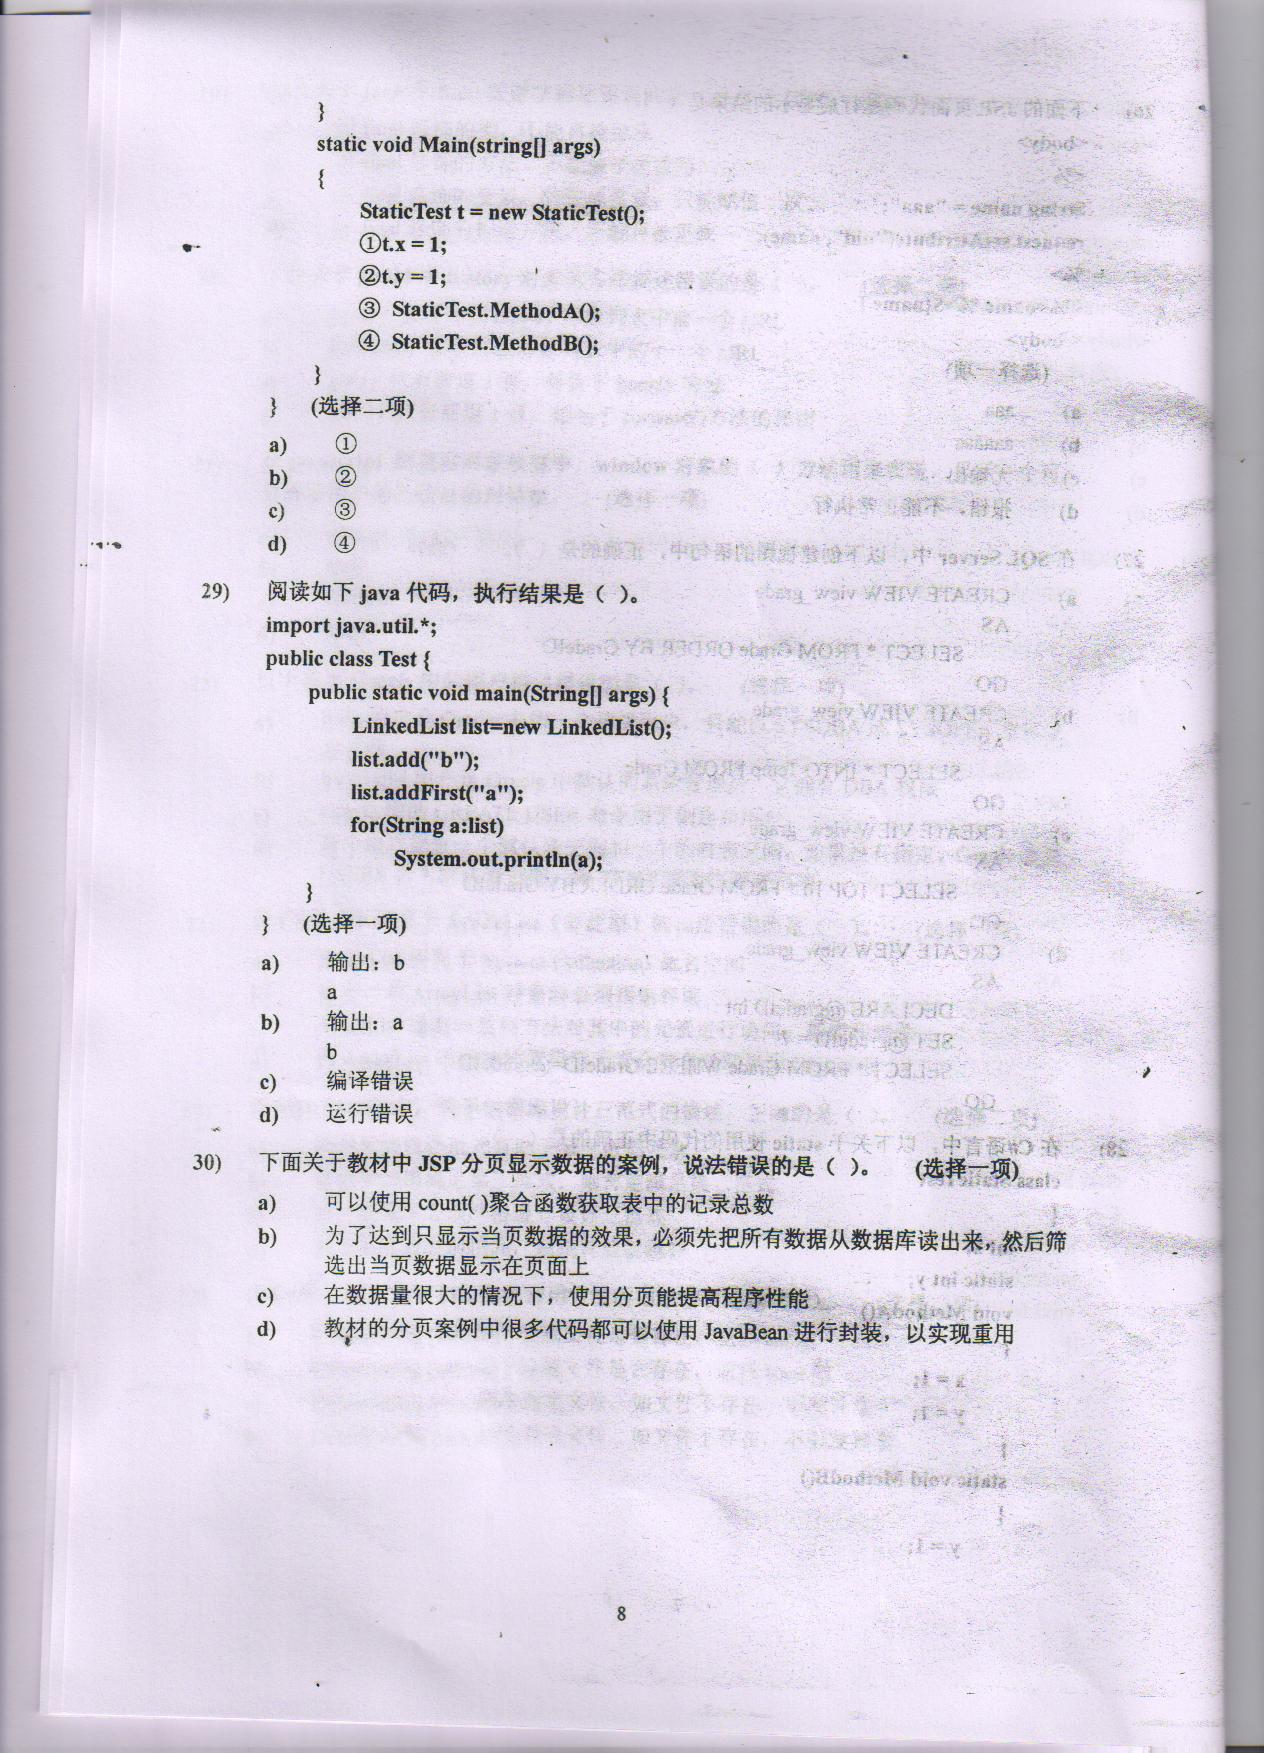 }
static void Main(string[] args)
{
StaticTest t = new StaticTest();
①t.x = 1;
②t.y = 1;
③ StaticTest.MethodA();
④ StaticTest.MethodB();
}
} (选择二项)
a) ①
b) ②
c) ③
d) ④
29) 阅读如下 java 代码，执行结果是（ ）。
import java.util.*;
public class Test {
public static void main(String[] args) {
LinkedList list=new LinkedList();
list.add("b");
list.addFirst("a");
for(String a:list)
System.out.println(a);
}
} (选择一项)
a) 输出：b
a
b) 输出：a
b
c) 编译错误
d) 运行错误
30) 下面关于教材中 JSP 分页显示数据的案例，说法错误的是（ ）。 (选择一项)
a) 可以使用 count( )聚合函数获取表中的记录总数
b) 为了达到只显示当页数据的效果，必须先把所有数据从数据库读出来，然后筛
选出当页数据显示在页面上
c) 在数据量很大的情况下，使用分页能提高程序性能
d) 教材的分页案例中很多代码都可以使用 JavaBean 进行封装，以实现重用
8